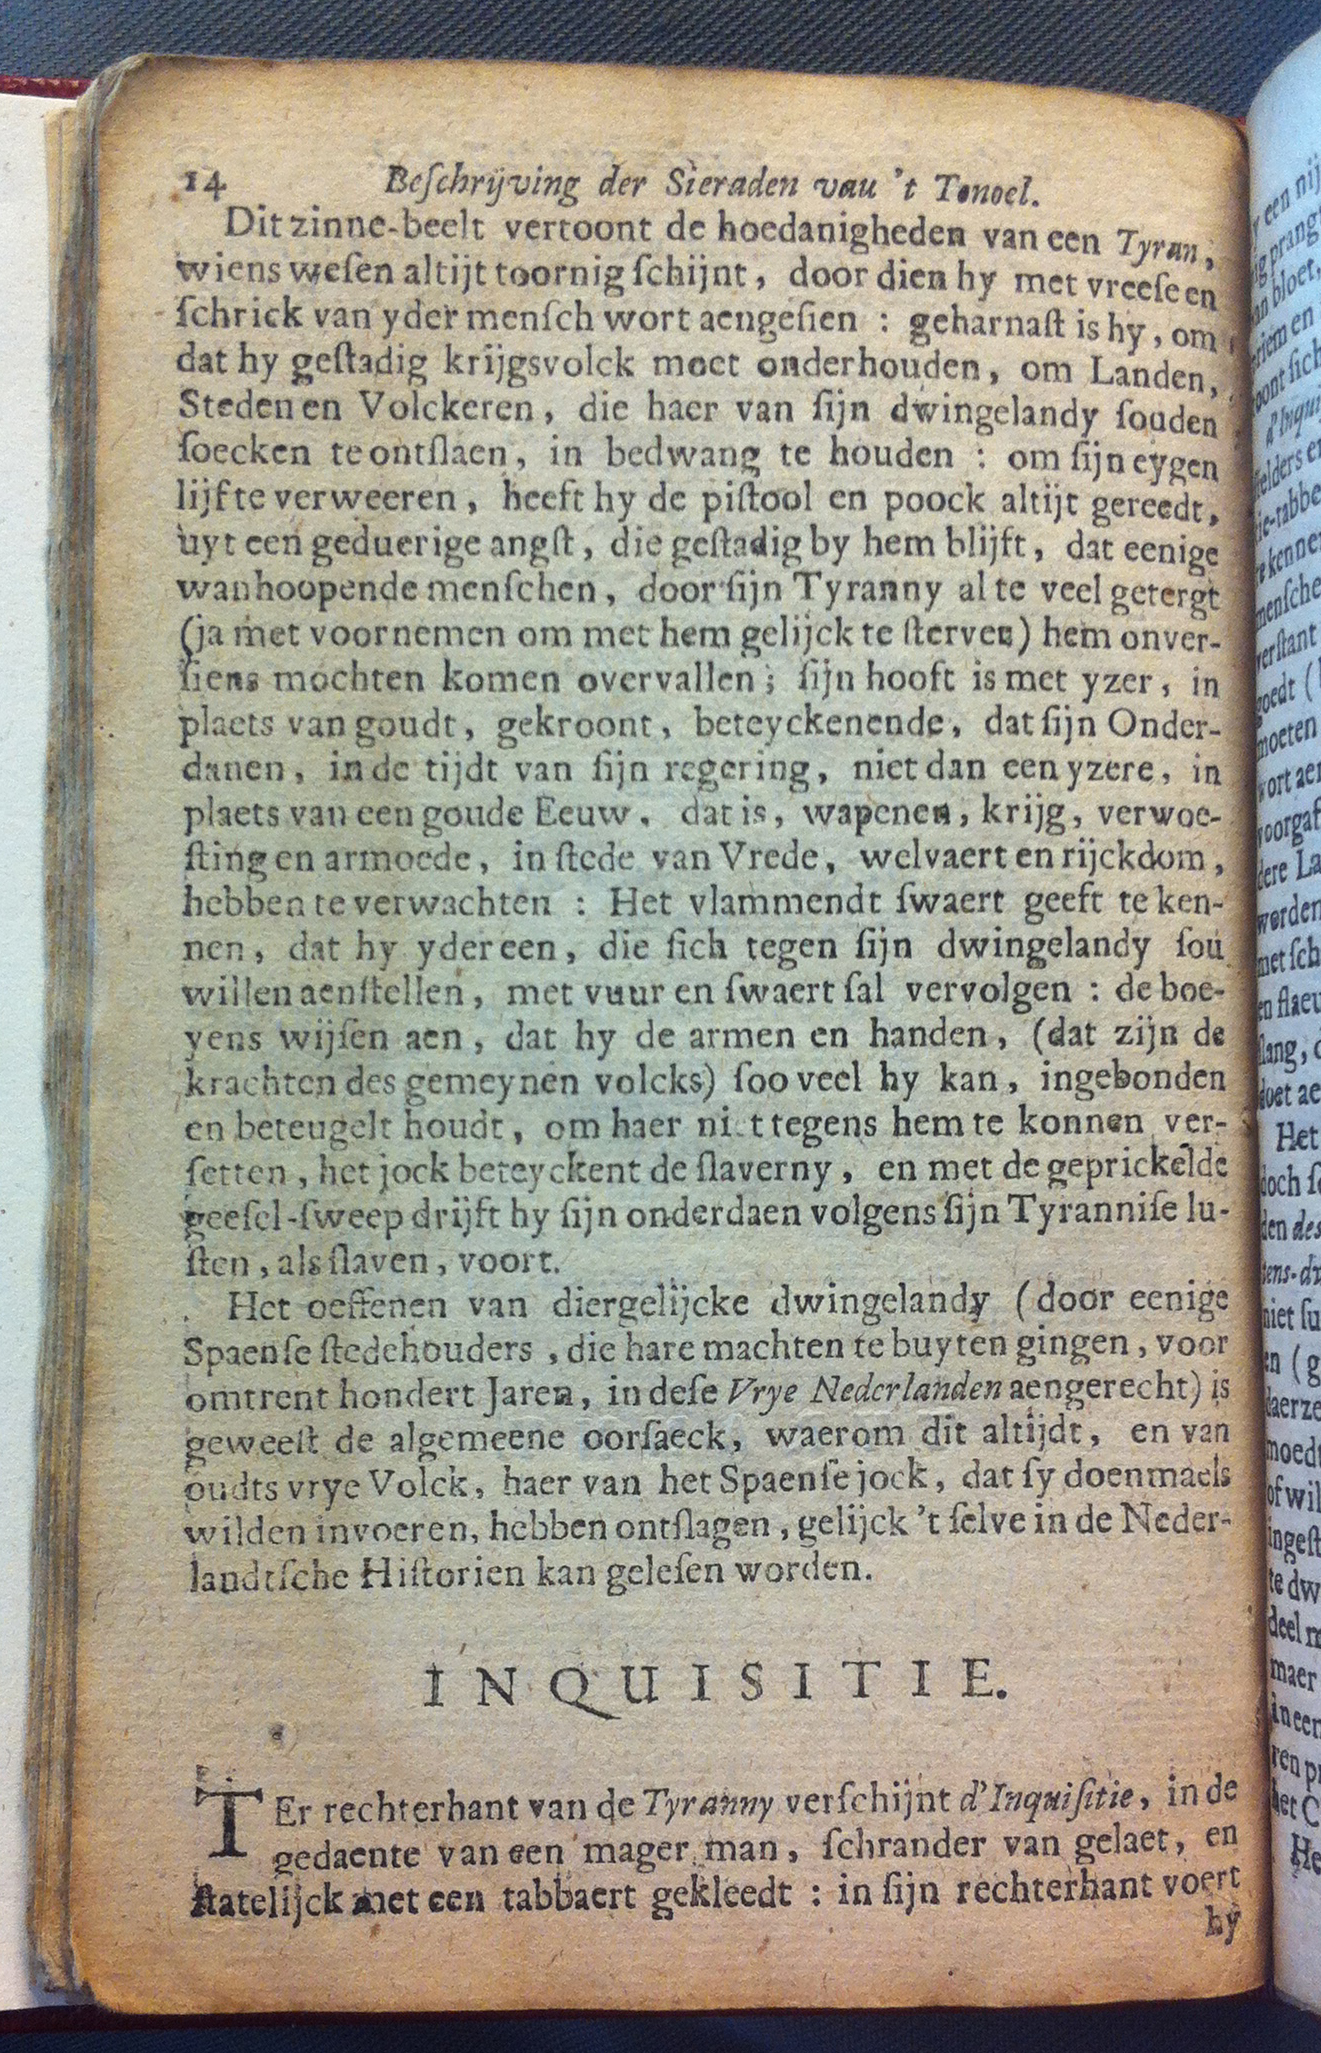 14 Beſchrijving der Sieraden vau 't Tonoel.
Dit zinne-beelt vertoont de hoedanigheden van een Tyran,
wiens weſen altijt toornig ſchijnt, door dien hy met vreeſe en
ſchrick van yder menſch wort aengeſien : geharnaſt is hy, om
dat hy geſtadig krijgsvolck moet onderhouden, om Landen,
Steden en Volckeren, die haer van ſijn dwingelandy ſouden
ſoecken te ontſlaen, in bedwang te houden : om ſijn eygen
lijf te verweeren, heeft hy de piſtool en poock altijt gereedt,
uyt een geduerige angſt, die geſtadig by hem blijft, dat eenige
wanhoopende menſchen, door ſijn Tyranny al te veel getergt
(ja met voornemen om met hem gelijck te ſterven) hem onver-
ſiens mochten komen overvallen; ſijn hooft is met yzer, in
plaets van goudt, gekroont, beteyckenende, dat ſijn Onder-
danen, in de tijdt van ſijn regering, niet dan een yzere, in
plaets van een goude Eeuw, dat is, wapenen, krijg, verwoe-
ſting en armoede, in ſtede van Vrede, welvaert en rijckdom,
hebben te verwachten : Het vlammendt ſwaert geeft te ken-
nen, dat hy yder een, die ſich tegen ſijn dwingelandy ſou
willen aenſtellen, met vuur en ſwaert ſal vervolgen : de boe-
yens wijſen aen, dat hy de armen en handen, (dat zijn de
krachten des gemeynen volcks) ſoo veel hy kan, ingebonden
en beteugelt houdt, om haer ni.t tegens hem te konnen ver-
ſetten, het jock beteyckent de ſlaverny, en met de geprickelde
geeſel-ſweep drijft hy ſijn onderdaen volgens ſijn Tyranniſe lu-
ſten, als ſlaven, voort.
Het oeffenen van diergelijcke dwingelandy (door eenige
Spaenſe ſtedehouders, die hare machten te buyten gingen, voor
omtrent hondert Jaren, in deſe Vrye Nederlanden aengerecht) is
geweeſt de algemeene oorſaeck, waerom dit altijdt, en van
oudts vrye Volck, haer van het Spaenſe jock, dat ſy doenmaels
wilden invoeren, hebben ontſlagen, gelijck 't ſelve in de Neder-
landtſche Hiſtorien kan geleſen worden.
INQUISITIE.
TEr rechterhant van de Tyranny verſchijnt d'Inquiſitie, in de
gedaente van een mager man, ſchrander van gelaet, en
ſtatelijck met een tabbaert gekleedt : in ſijn rechterhant voert
hy